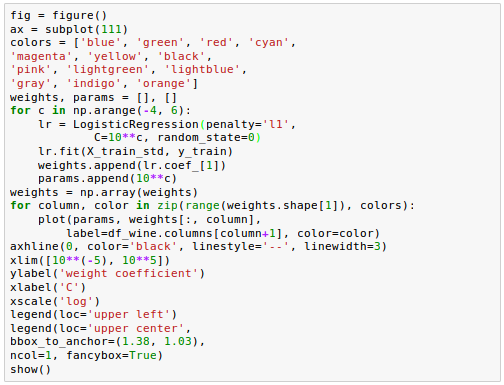 fig = figure()
ax = subplot(111)
colors = ['blue', 'green', 'red', 'cyan',
'magenta', 'yellow', 'black',
'pink', 'lightgreen', 'lightblue',
'gray', 'indigo', 'orange']
weights, params = [], []
for c in np.arange(-4, 6):
    lr = LogisticRegression(penalty='l1',
            C=10**c, random_state=0)
    lr.fit(X_train_std, y_train)
    weights.append(lr.coef_[1])
    params.append(10**c)
weights = np.array(weights)
for column, color in zip(range(weights.shape[1]), colors):
    plot(params, weights[:, column],
        label=df_wine.columns[column+1], color=color)
axhline(0, color='black', linestyle='--', linewidth=3)
xlim([10**(-5), 10**5])
ylabel('weight coefficient')
xlabel('C')
xscale('log')
legend(loc='upper left')
legend(loc='upper center',
bbox_to_anchor=(1.38, 1.03),
ncol=1, fancybox=True)
show()